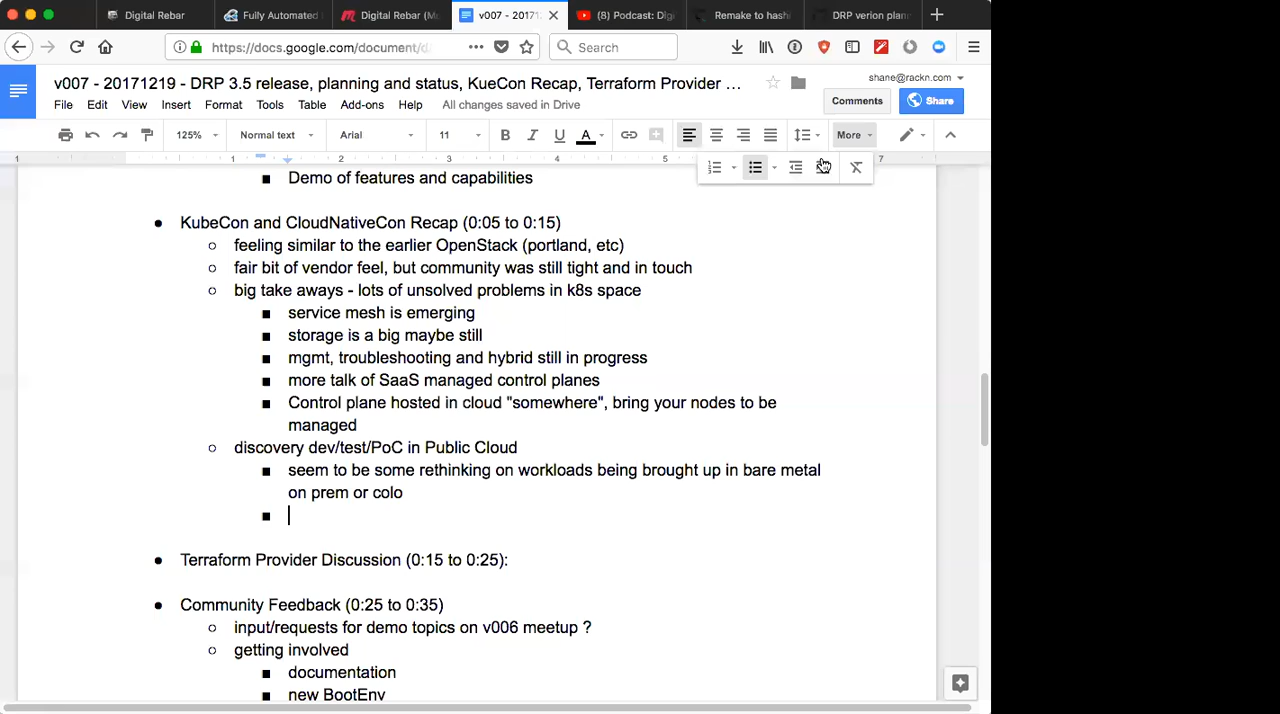 Digital Rebar
Fully Automated
Digital Rebar (Mo
v007 - 20171219
(8) Podcast: Dig
Remake to hashi
DRP verion plan
https://docs.google.com/document/d
Search
v007 - 20171219 - DRP 3.5 release, planning and status, KueCon Recap, Terraform Provider ...
shane@rackn.com
File Edit View Insert Format Tools Table Add-ons Help All changes saved in Drive
Comments
Share
125% Normal text Arial 11 B I U A More
1 1 2 3 4 5 7
Demo of features and capabilities
KubeCon and CloudNativeCon Recap (0:05 to 0:15)
feeling similar to the earlier OpenStack (portland, etc)
fair bit of vendor feel, but community was still tight and in touch
big take aways - lots of unsolved problems in k8s space
service mesh is emerging
storage is a big maybe still
mgmt, troubleshooting and hybrid still in progress
more talk of SaaS managed control planes
Control plane hosted in cloud "somewhere", bring your nodes to be
managed
discovery dev/test/PoC in Public Cloud
seem to be some rethinking on workloads being brought up in bare metal
on prem or colo
Terraform Provider Discussion (0:15 to 0:25):
Community Feedback (0:25 to 0:35)
input/requests for demo topics on v006 meetup ?
getting involved
documentation
new BootEnv